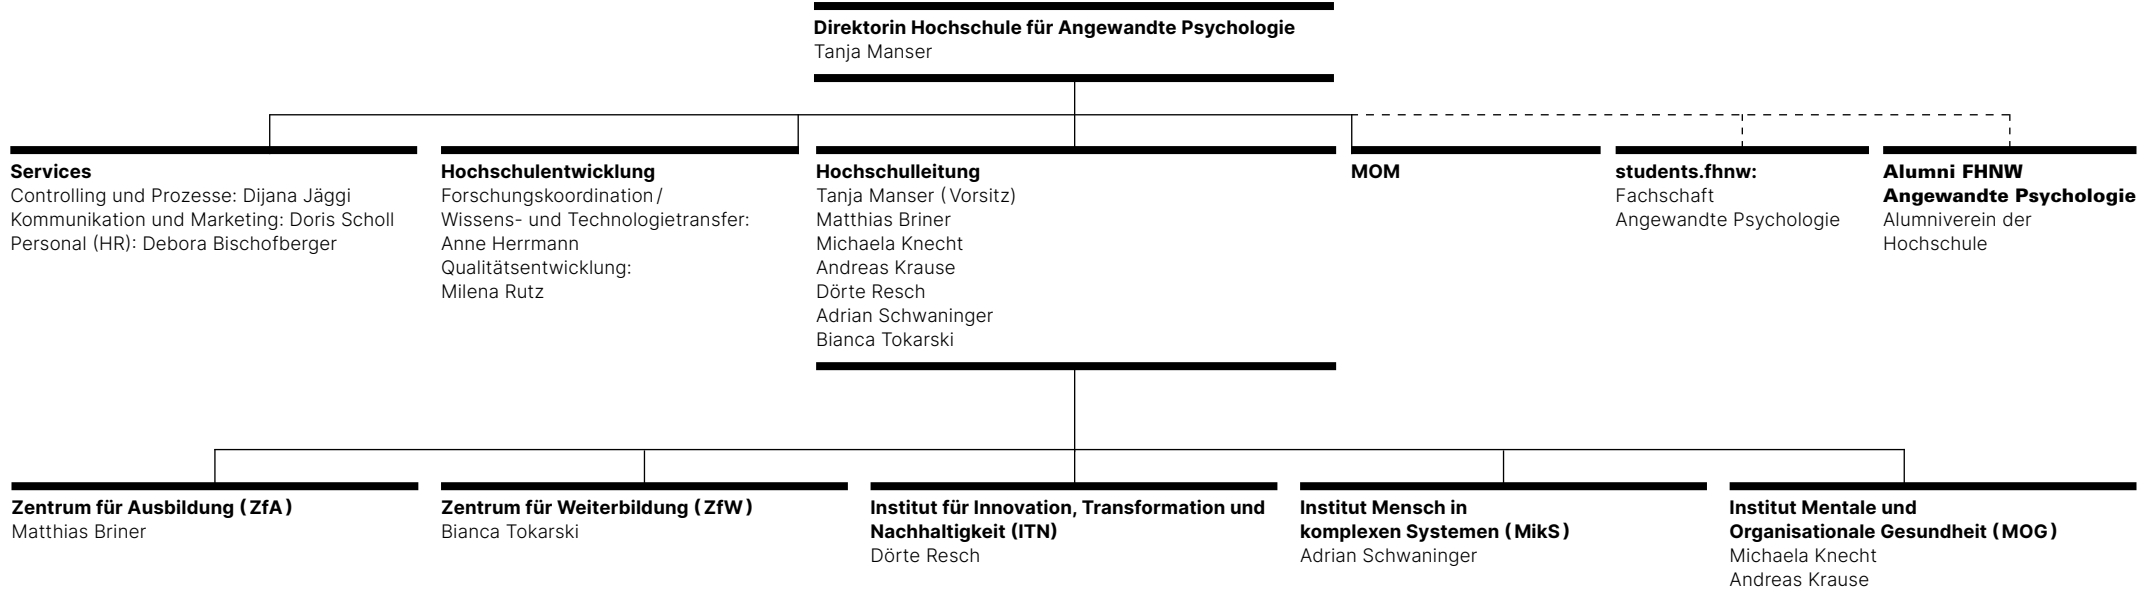 Direktorin Hochschule für Angewandte Psychologie
Tanja Manser
Services
Controlling und Prozesse: Dijana Jäggi
Kommunikation und Marketing: Doris Scholl
Personal (HR): Debora Bischofberger
Hochschulentwicklung
Forschungskoordination/
Wissens- und Technologietransfer:
Anne Herrmann
Qualitätsentwicklung:
Milena Rutz
Hochschulleitung
Tanja Manser (Vorsitz)
Matthias Briner
Michaela Knecht
Andreas Krause
Dörte Resch
Adrian Schwaninger
Bianca Tokarski
MOM
students.fhnw:
Fachschaft
Angewandte Psychologie
Alumni FHNW
Angewandte Psychologie
Alumniverein der
Hochschule
Zentrum für Ausbildung (ZfA)
Matthias Briner
Zentrum für Weiterbildung (ZfW)
Bianca Tokarski
Institut für Innovation, Transformation und
Nachhaltigkeit (ITN)
Dörte Resch
Institut Mensch in
komplexen Systemen (MikS)
Adrian Schwaninger
Institut Mentale und
Organisationale Gesundheit (MOG)
Michaela Knecht
Andreas Krause